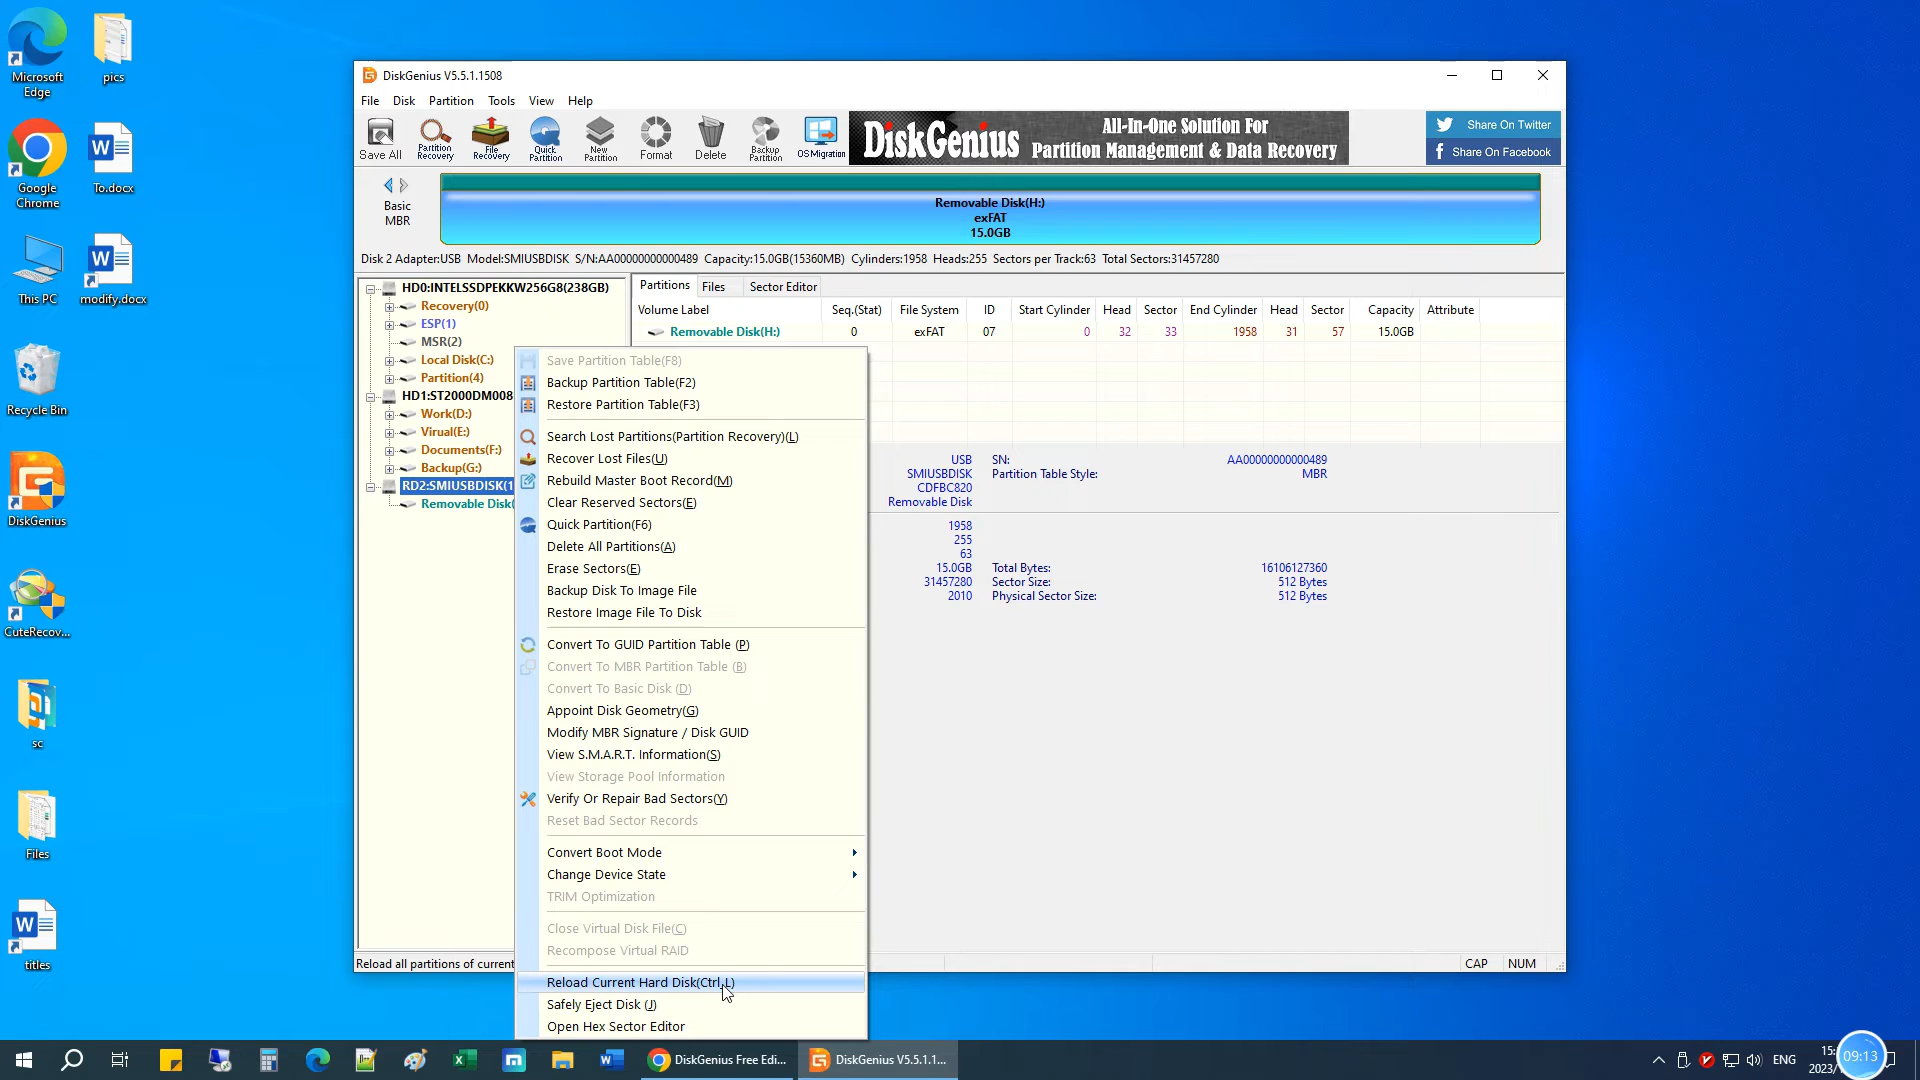 Microsoft
Edge
pics
Google
Chrome
To.docx
This PC
modify.docx
Recycle Bin
DiskGenius
CuteRecov...
sc
Files
titles
DiskGenius V5.5.1.1508
File Disk Partition Tools View Help
Save All
Partition
Recovery
File
Recovery
Quick
Partition
New
Partition
Format
Delete
Backup
Partition
OS Migration
DiskGenius
All-In-One Solution For
Partition Management & Data Recovery
Share On Twitter
Share On Facebook
Basic
MBR
Removable Disk(H:)
exFAT
15.0GB
Disk 2 Adapter:USB Model:SMIUSBDISK S/N:AA00000000000489 Capacity:15.0GB(15360MB) Cylinders:1958 Heads:255 Sectors per Track:63 Total Sectors:31457280
HD0:INTELSSDPEKKW256G8(238GB)
Recovery(0)
ESP(1)
MSR(2)
Local Disk(C:)
Partition(4)
HD1:ST2000DM008
Work(D:)
Virual(E:)
Documents(F:)
Backup(G:)
RD2:SMIUSBDISK(1
Removable Disk(
Partitions Files Sector Editor
Volume Label Seq.(Stat) File System ID Start Cylinder Head Sector End Cylinder Head Sector Capacity Attribute
Removable Disk(H:) 0 exFAT 07 0 32 33 1958 31 57 15.0GB
USB SN: AA00000000000489
SMIUSBDISK Partition Table Style: MBR
CDFBC820
Removable Disk
1958
255
63
15.0GB Total Bytes: 16106127360
31457280 Sector Size: 512 Bytes
2010 Physical Sector Size: 512 Bytes
Save Partition Table(F8)
Backup Partition Table(F2)
Restore Partition Table(F3)
Search Lost Partitions(Partition Recovery)(L)
Recover Lost Files(U)
Rebuild Master Boot Record(M)
Clear Reserved Sectors(E)
Quick Partition(F6)
Delete All Partitions(A)
Erase Sectors(E)
Backup Disk To Image File
Restore Image File To Disk
Convert To GUID Partition Table (P)
Convert To MBR Partition Table (B)
Convert To Basic Disk (D)
Appoint Disk Geometry(G)
Modify MBR Signature / Disk GUID
View S.M.A.R.T. Information(S)
View Storage Pool Information
Verify Or Repair Bad Sectors(Y)
Reset Bad Sector Records
Convert Boot Mode
Change Device State
TRIM Optimization
Close Virtual Disk File(C)
Recompose Virtual RAID
Reload Current Hard Disk(Ctrl L)
Safely Eject Disk (J)
Open Hex Sector Editor
Reload all partitions of current
CAP NUM
DiskGenius Free Edi...
DiskGenius V5.5.1.1...
ENG
15:
2023/
09:13